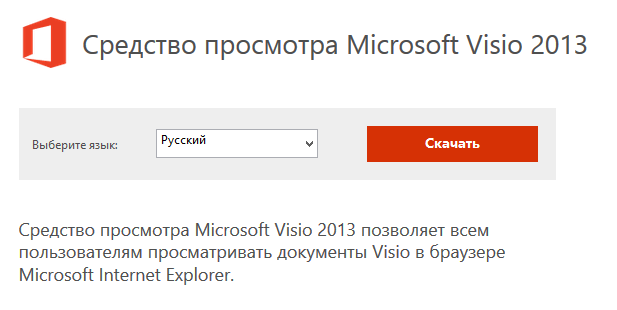 Средство просмотра Microsoft Visio 2013
Выберите язык:
Русский
Скачать
Средство просмотра Microsoft Visio 2013 позволяет всем
пользователям просматривать документы Visio в браузере
Microsoft Internet Explorer.